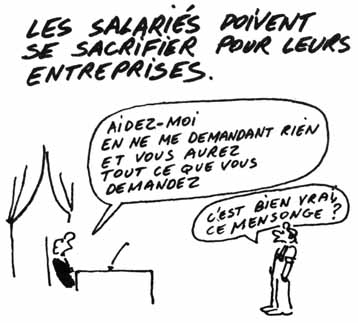 LES SALARIÉS DOIVENT
SE SACRIFIER POUR LEURS
ENTREPRISES.
AIDEZ-MOI
EN NE ME DEMANDANT RIEN
ET VOUS AUREZ
TOUT CE QUE VOUS
DEMANDEZ
C'EST BIEN VRAI
CE MENSONGE ?